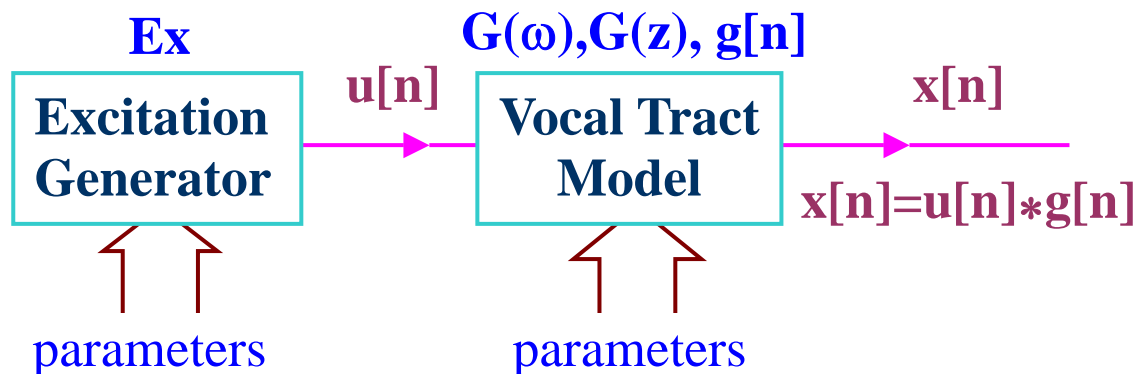 Ex
G(ω),G(z), g[n]
u[n]
x[n]
Excitation
Generator
Vocal Tract
Model
x[n]=u[n]*g[n]
parameters
parameters